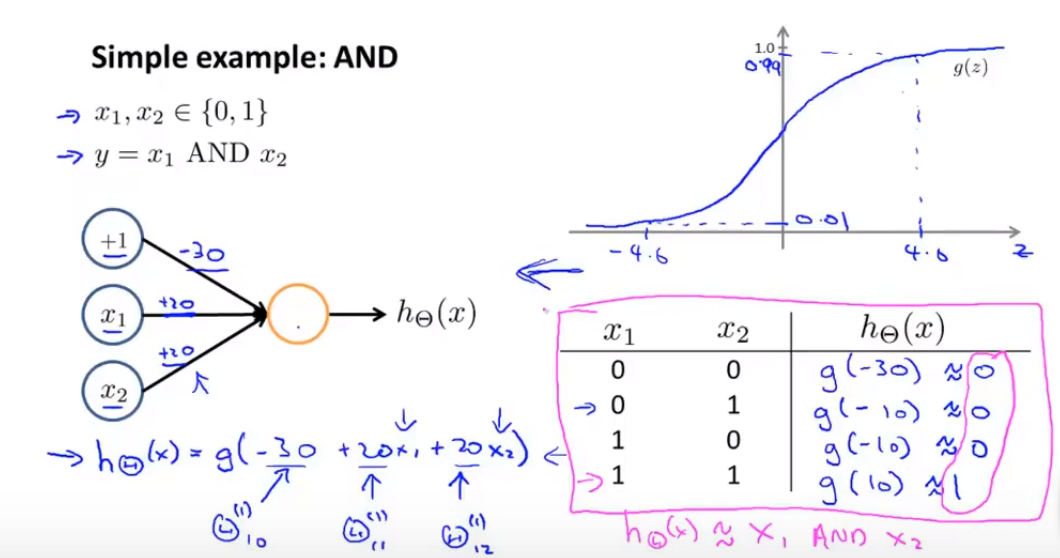 Simple example: AND
→ x₁, x₂ ∈ {0, 1}
→ y = x₁ AND x₂
+1
-30
x₁
+20
x₂
+20
h_Θ(x)
→ h_Θ(x) = g(-30 + 20x₁ + 20x₂) ←
Θ₁₀⁽¹⁾ Θ₁₁⁽¹⁾ Θ₁₂⁽¹⁾
1.0
0.99
g(z)
0.01
-4.6 4.6 z
x₁ x₂ h_Θ(x)
0 0 g(-30) ≈ 0
→ 0 1 g(-10) ≈ 0
1 0 g(-10) ≈ 0
→ 1 1 g(10) ≈ 1
h_Θ(x) ≈ x₁ AND x₂